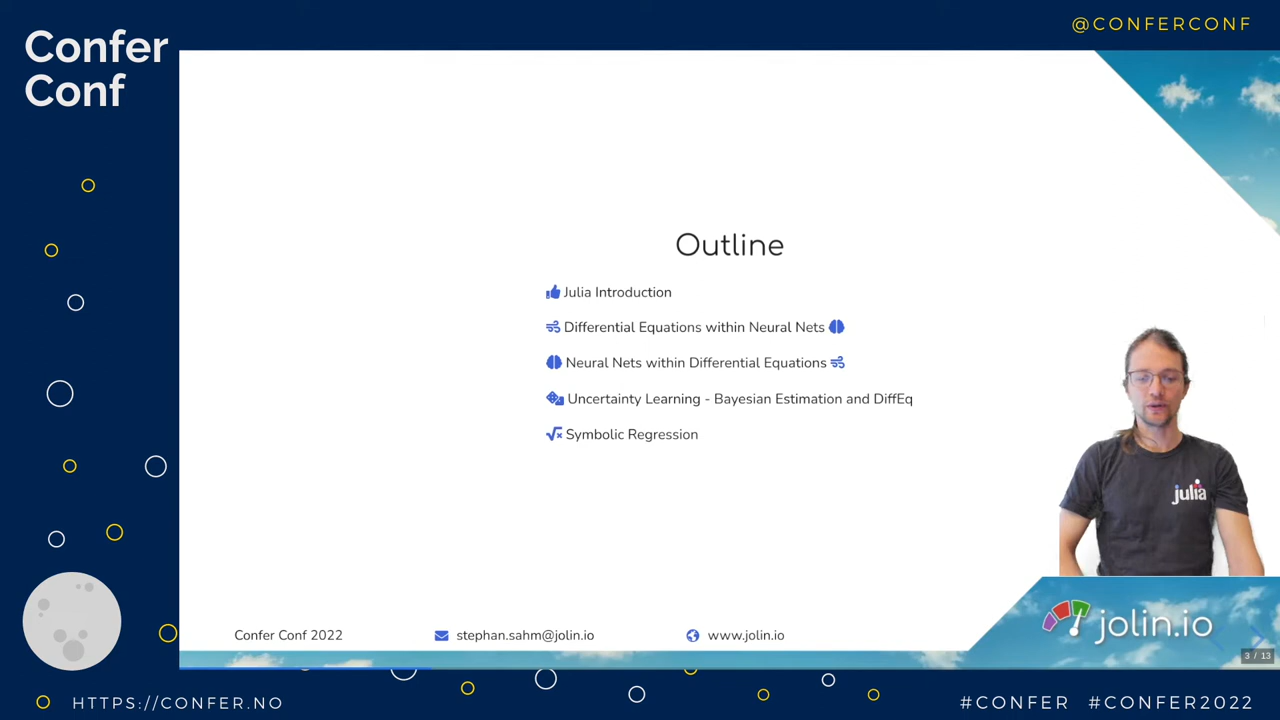 Confer
Conf
@CONFERCONF
Outline
Julia Introduction
Differential Equations within Neural Nets
Neural Nets within Differential Equations
Uncertainty Learning - Bayesian Estimation and DiffEq
Symbolic Regression
julia
Confer Conf 2022
stephan.sahm@jolin.io
www.jolin.io
jolin.io
3 / 13
HTTPS://CONFER.NO
#CONFER #CONFER2022